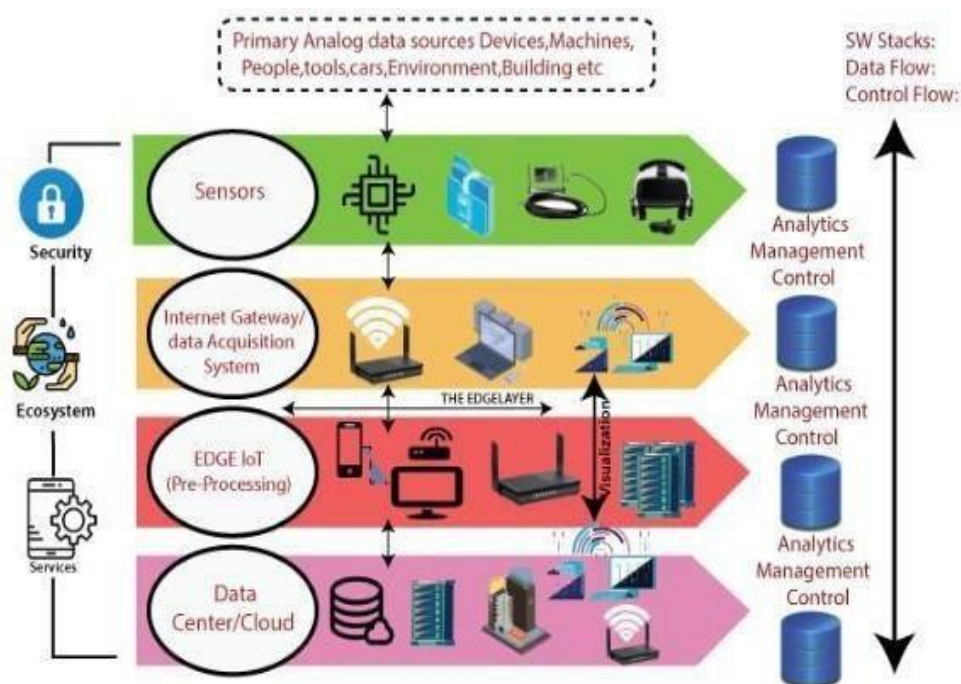 Primary Analog data sources Devices,Machines,
People,tools,cars,Environment,Building etc
SW Stacks:
Data Flow:
Control Flow:
Sensors
Security
Analytics
Management
Control
Internet Gateway/
data Acquisition
System
Ecosystem
THE EDGELAYER
Analytics
Management
Control
EDGE IoT
(Pre-Processing)
Visualization
Services
Analytics
Management
Control
Data
Center/Cloud